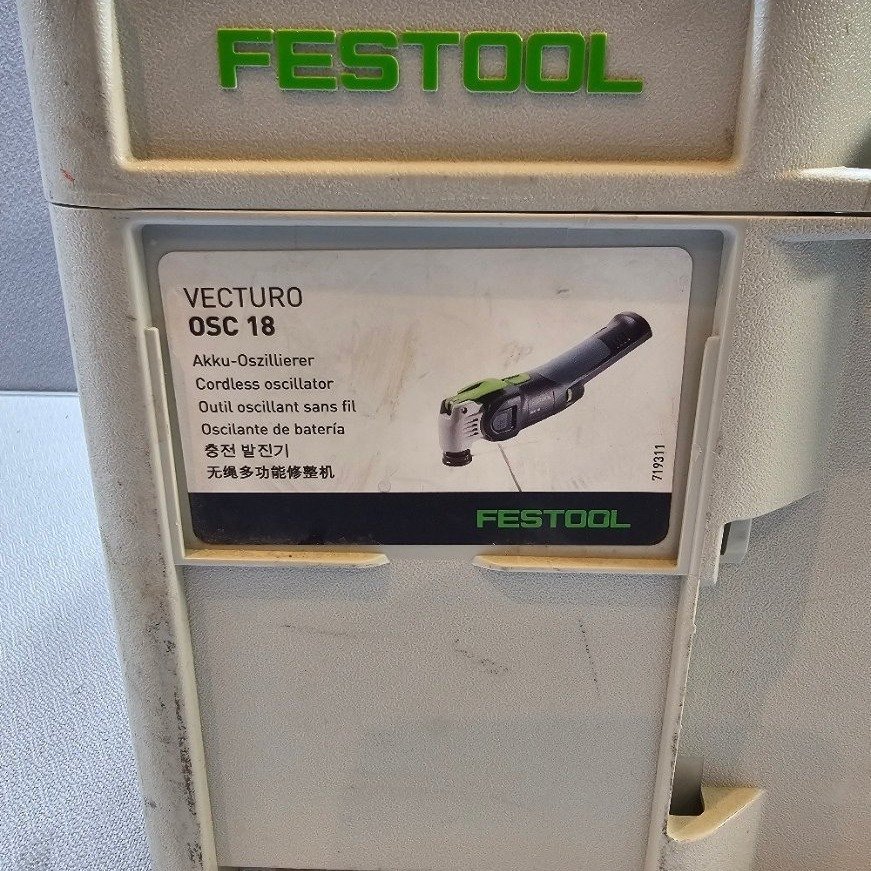 FESTOOL
VECTURO
OSC 18
Akku-Oszillierer
Cordless oscillator
Outil oscillant sans fil
Oscilante de batería
충전 발진기
无绳多功能修整机
719311
FESTOOL